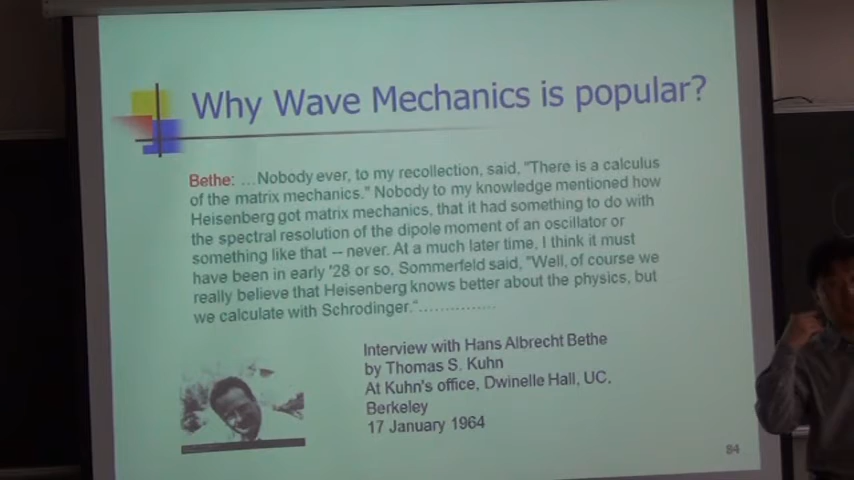 Why Wave Mechanics is popular?
Bethe: ...Nobody ever, to my recollection, said, "There is a calculus
of the matrix mechanics." Nobody to my knowledge mentioned how
Heisenberg got matrix mechanics, that it had something to do with
the spectral resolution of the dipole moment of an oscillator or
something like that -- never. At a much later time, I think it must
have been in early '28 or so, Sommerfeld said, "Well, of course we
really believe that Heisenberg knows better about the physics, but
we calculate with Schrodinger."...............
Interview with Hans Albrecht Bethe
by Thomas S. Kuhn
At Kuhn's office, Dwinelle Hall, UC.
Berkeley
17 January 1964
84